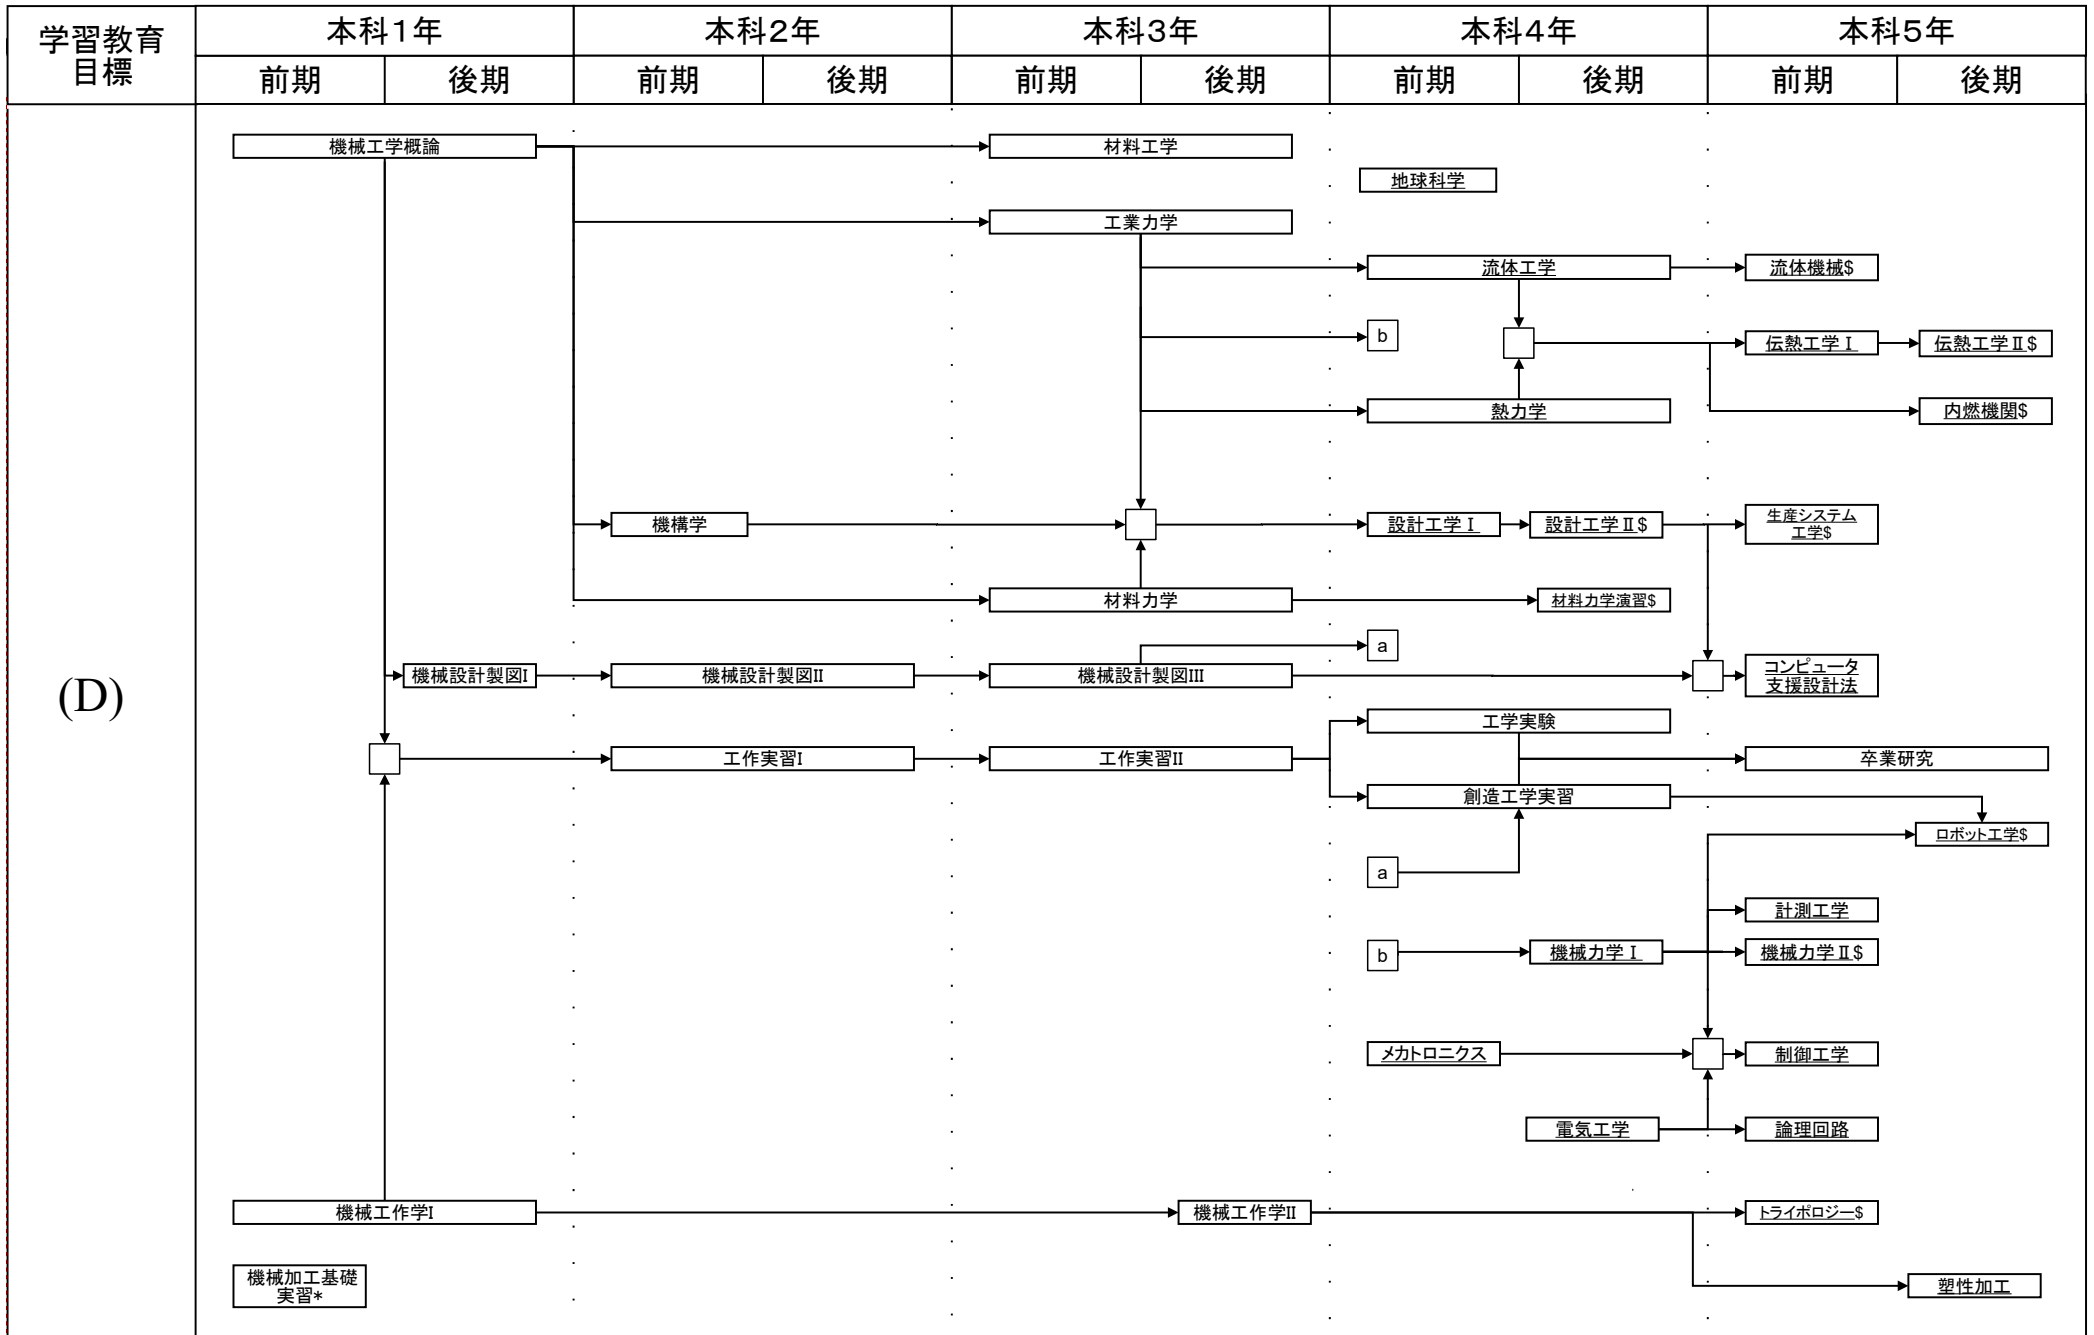 学習教育
目標
本科1年
本科2年
本科3年
本科4年
本科5年
前期
後期
前期
後期
前期
後期
前期
後期
前期
後期
(D)
機械工学概論
材料工学
地球科学
工業力学
流体工学
流体機械$
b
伝熱工学Ⅰ
伝熱工学Ⅱ$
熱力学
内燃機関$
機構学
設計工学Ⅰ
設計工学Ⅱ$
生産システム
工学$
材料力学
材料力学演習$
a
機械設計製図I
機械設計製図II
機械設計製図III
コンピュータ
支援設計法
工学実験
工作実習I
工作実習II
卒業研究
創造工学実習
ロボット工学$
a
計測工学
b
機械力学Ⅰ
機械力学Ⅱ$
メカトロニクス
制御工学
電気工学
論理回路
機械工作学I
機械工作学II
トライボロジー$
機械加工基礎
実習*
塑性加工